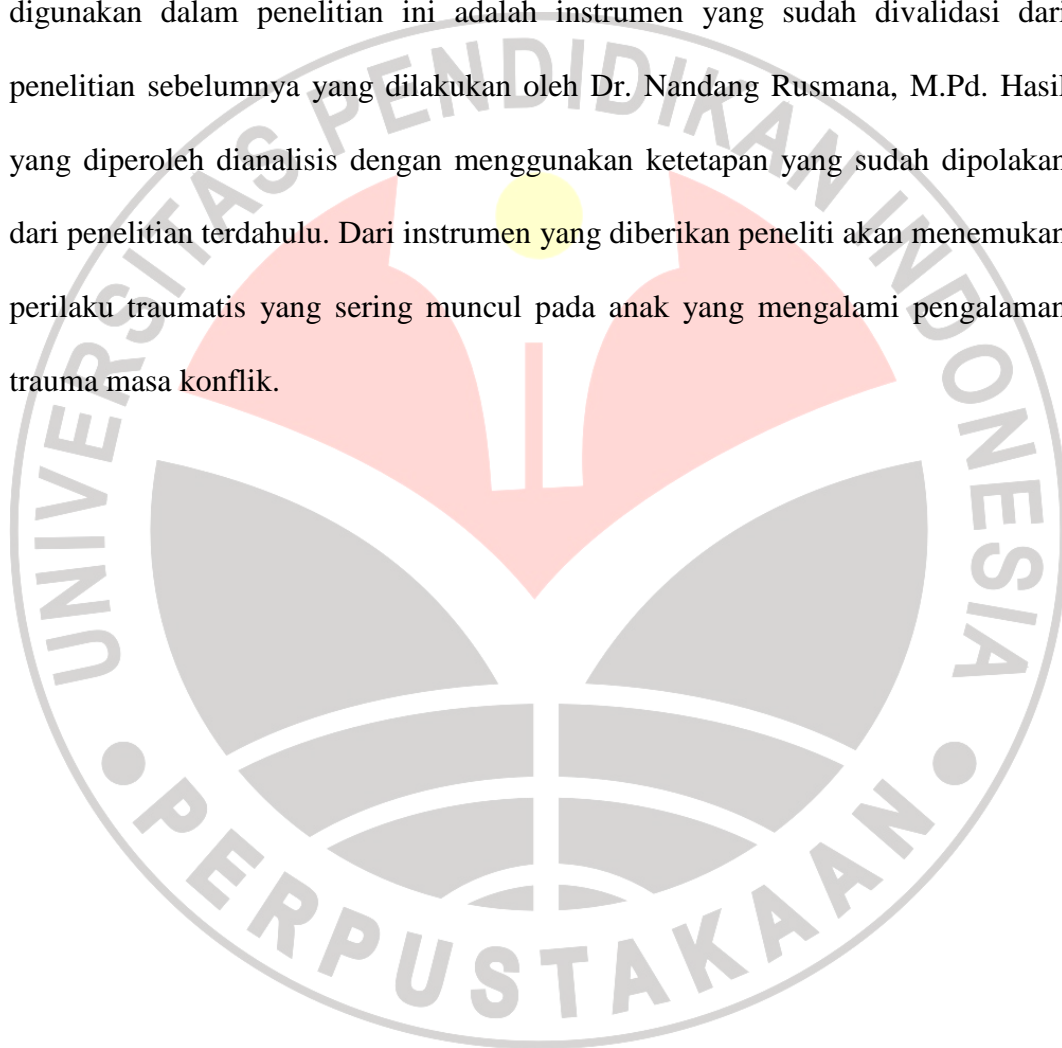 digunakan dalam penelitian ini adalah instrumen yang sudah divalidasi dari
penelitian sebelumnya yang dilakukan oleh Dr. Nandang Rusmana, M.Pd. Hasil
yang diperoleh dianalisis dengan menggunakan ketetapan yang sudah dipolakan
dari penelitian terdahulu. Dari instrumen yang diberikan peneliti akan menemukan
perilaku traumatis yang sering muncul pada anak yang mengalami pengalaman
trauma masa konflik.
UNIVERSITAS PENDIDIKAN INDONESIA
PERPUSTAKAAN